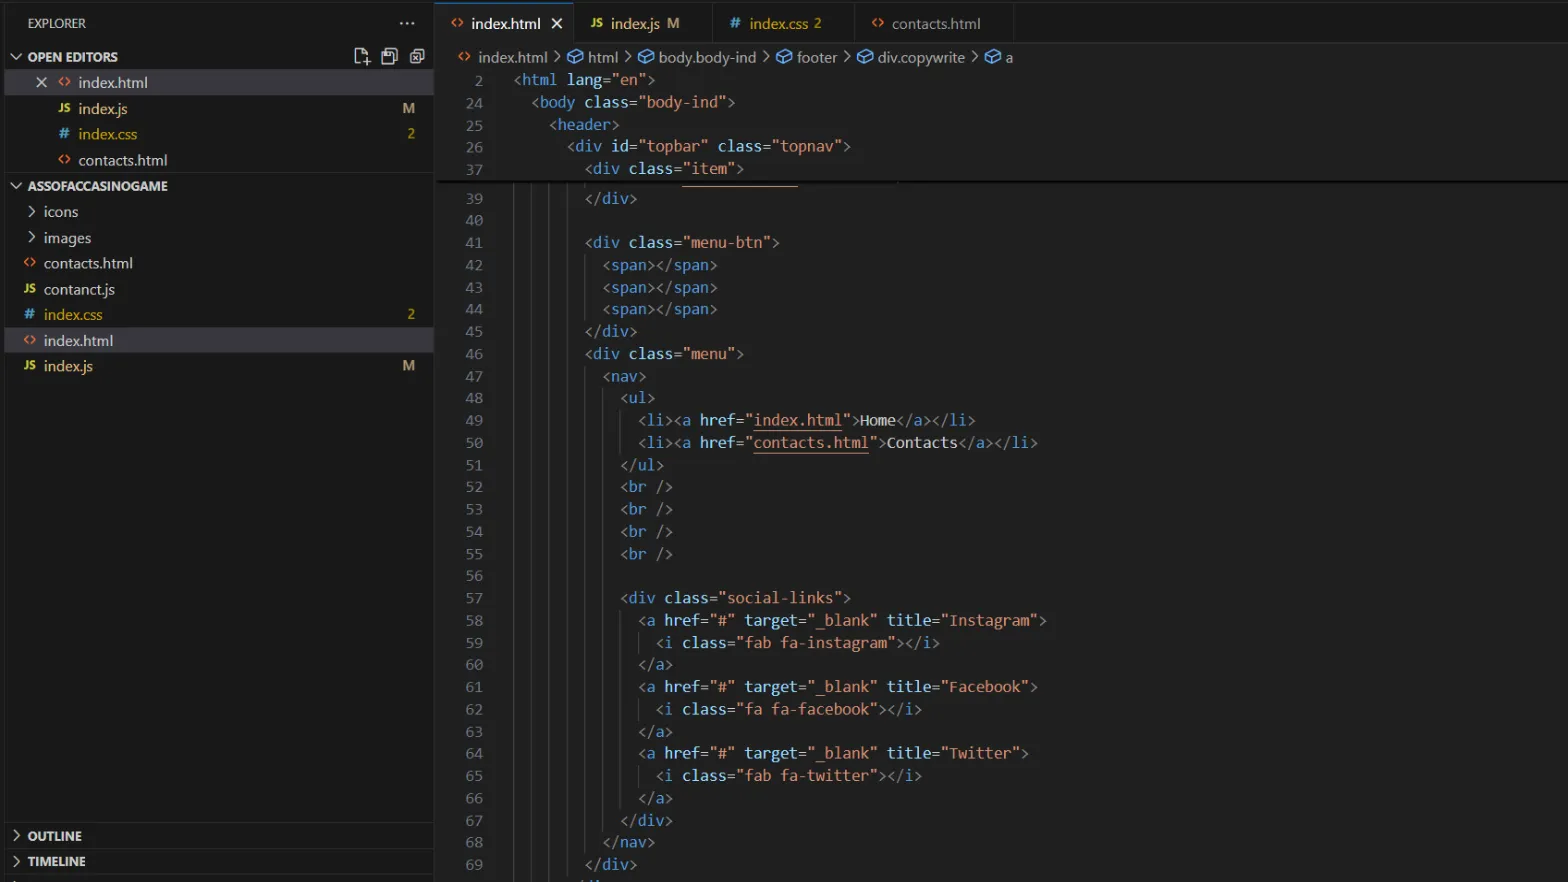 EXPLORER
OPEN EDITORS
index.html
JS index.js M
# index.css 2
contacts.html
ASSOFACCASINOGAME
icons
images
contacts.html
JS contanct.js
# index.css 2
index.html
JS index.js M
OUTLINE
TIMELINE
index.html
JS index.js M
# index.css 2
contacts.html
index.html > html > body.body-ind > footer > div.copywrite > a
2 <html lang="en">
24 <body class="body-ind">
25 <header>
26 <div id="topbar" class="topnav">
37 <div class="item">
39 </div>
40
41 <div class="menu-btn">
42 <span></span>
43 <span></span>
44 <span></span>
45 </div>
46 <div class="menu">
47 <nav>
48 <ul>
49 <li><a href="index.html">Home</a></li>
50 <li><a href="contacts.html">Contacts</a></li>
51 </ul>
52 <br />
53 <br />
54 <br />
55 <br />
56
57 <div class="social-links">
58 <a href="#" target="_blank" title="Instagram">
59 <i class="fab fa-instagram"></i>
60 </a>
61 <a href="#" target="_blank" title="Facebook">
62 <i class="fa fa-facebook"></i>
63 </a>
64 <a href="#" target="_blank" title="Twitter">
65 <i class="fab fa-twitter"></i>
66 </a>
67 </div>
68 </nav>
69 </div>